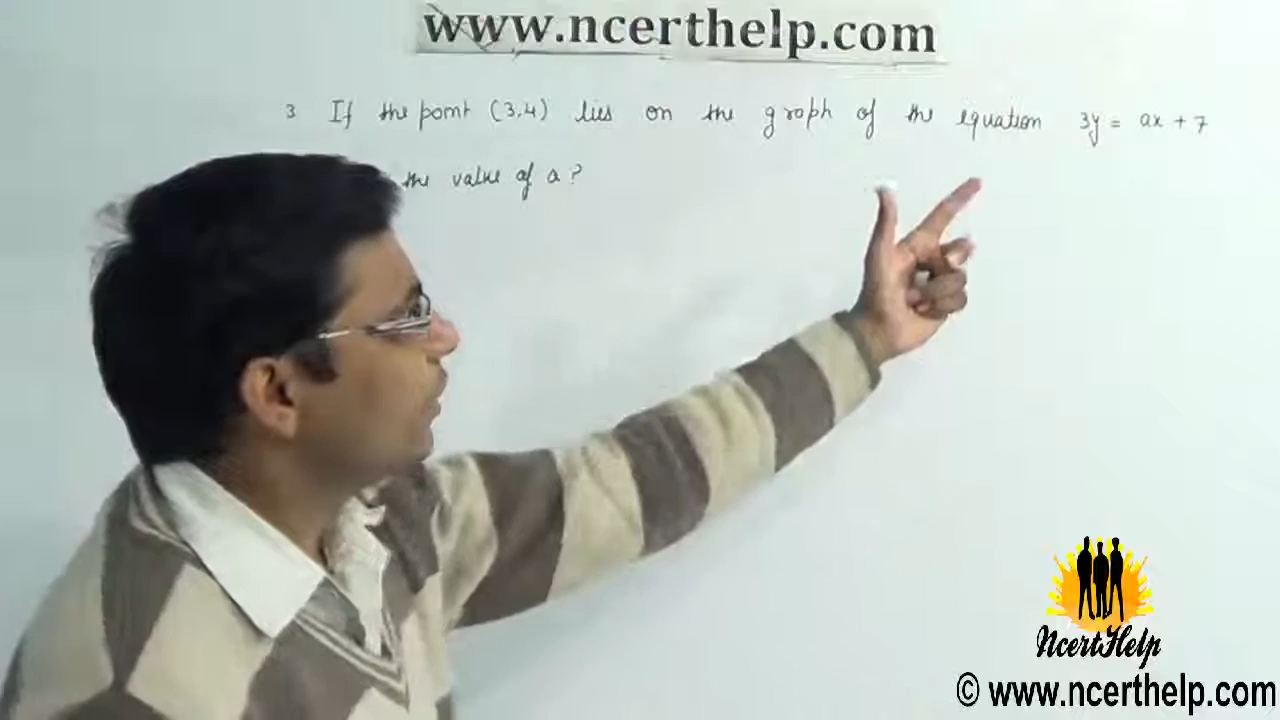 www.ncerthelp.com
3 If the point (3,4) lies on the graph of the equation 3y = ax + 7
the value of a?
NcertHelp
© www.ncerthelp.com